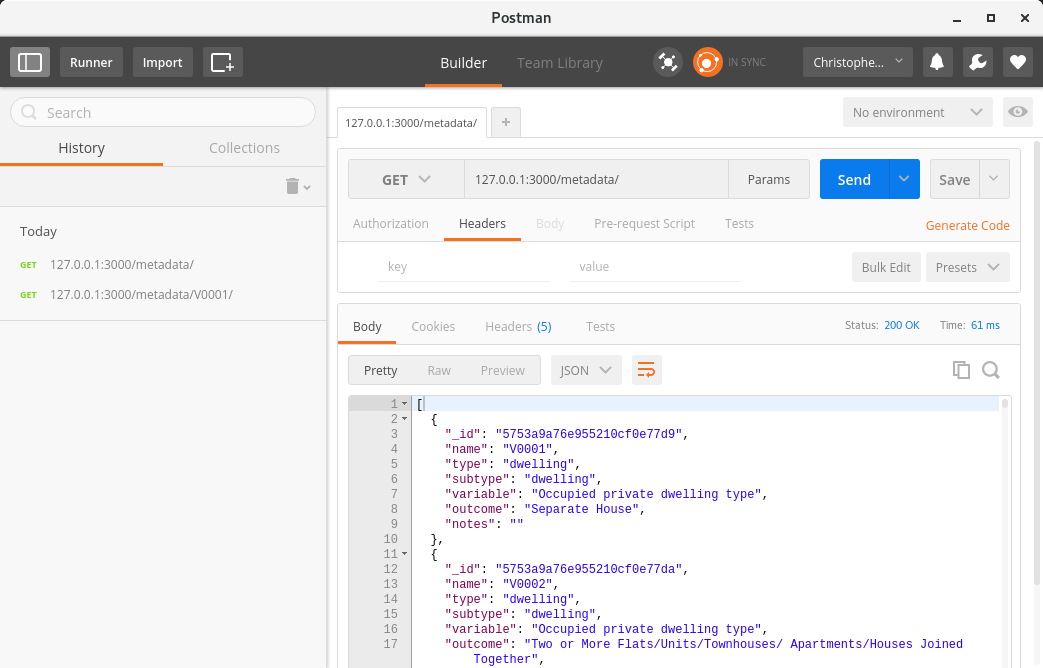 Postman
Runner
Import
Builder
Team Library
IN SYNC
Christophe...
Search
History
Collections
Today
GET 127.0.0.1:3000/metadata/
GET 127.0.0.1:3000/metadata/V0001/
127.0.0.1:3000/metadata/
+
No environment
GET
127.0.0.1:3000/metadata/
Params
Send
Save
Authorization
Headers
Body
Pre-request Script
Tests
Generate Code
key
value
Bulk Edit
Presets
Body
Cookies
Headers (5)
Tests
Status: 200 OK
Time: 61 ms
Pretty
Raw
Preview
JSON
1 [
2 {
3 "_id": "5753a9a76e955210cf0e77d9",
4 "name": "V0001",
5 "type": "dwelling",
6 "subtype": "dwelling",
7 "variable": "Occupied private dwelling type",
8 "outcome": "Separate House",
9 "notes": ""
10 },
11 {
12 "_id": "5753a9a76e955210cf0e77da",
13 "name": "V0002",
14 "type": "dwelling",
15 "subtype": "dwelling",
16 "variable": "Occupied private dwelling type",
17 "outcome": "Two or More Flats/Units/Townhouses/ Apartments/Houses Joined
Together",